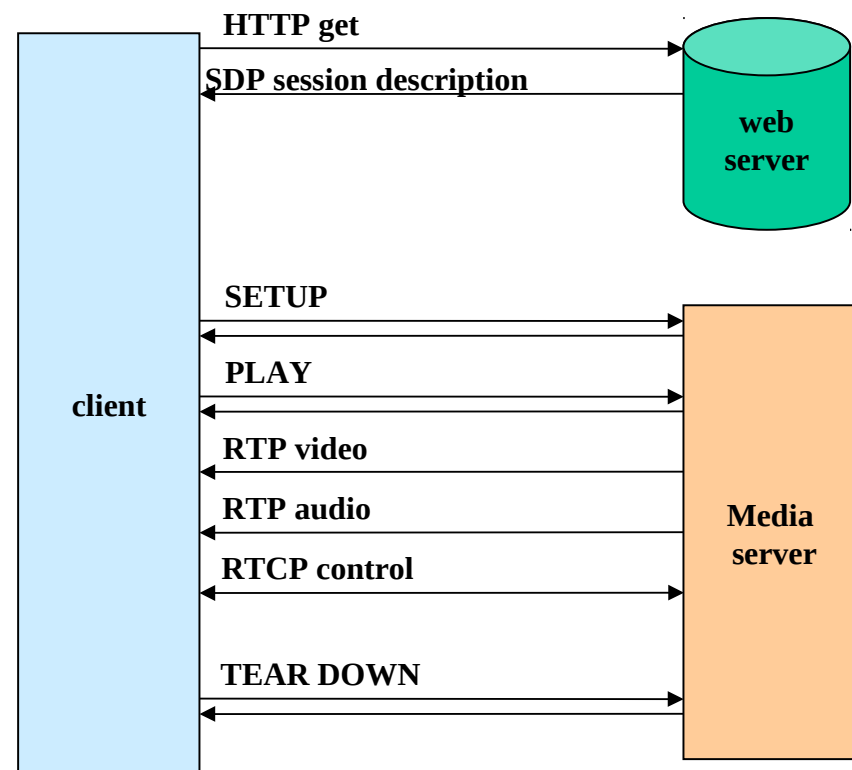 HTTP get
SDP session description
web
server
SETUP
PLAY
client
RTP video
RTP audio
Media
server
RTCP control
TEAR DOWN